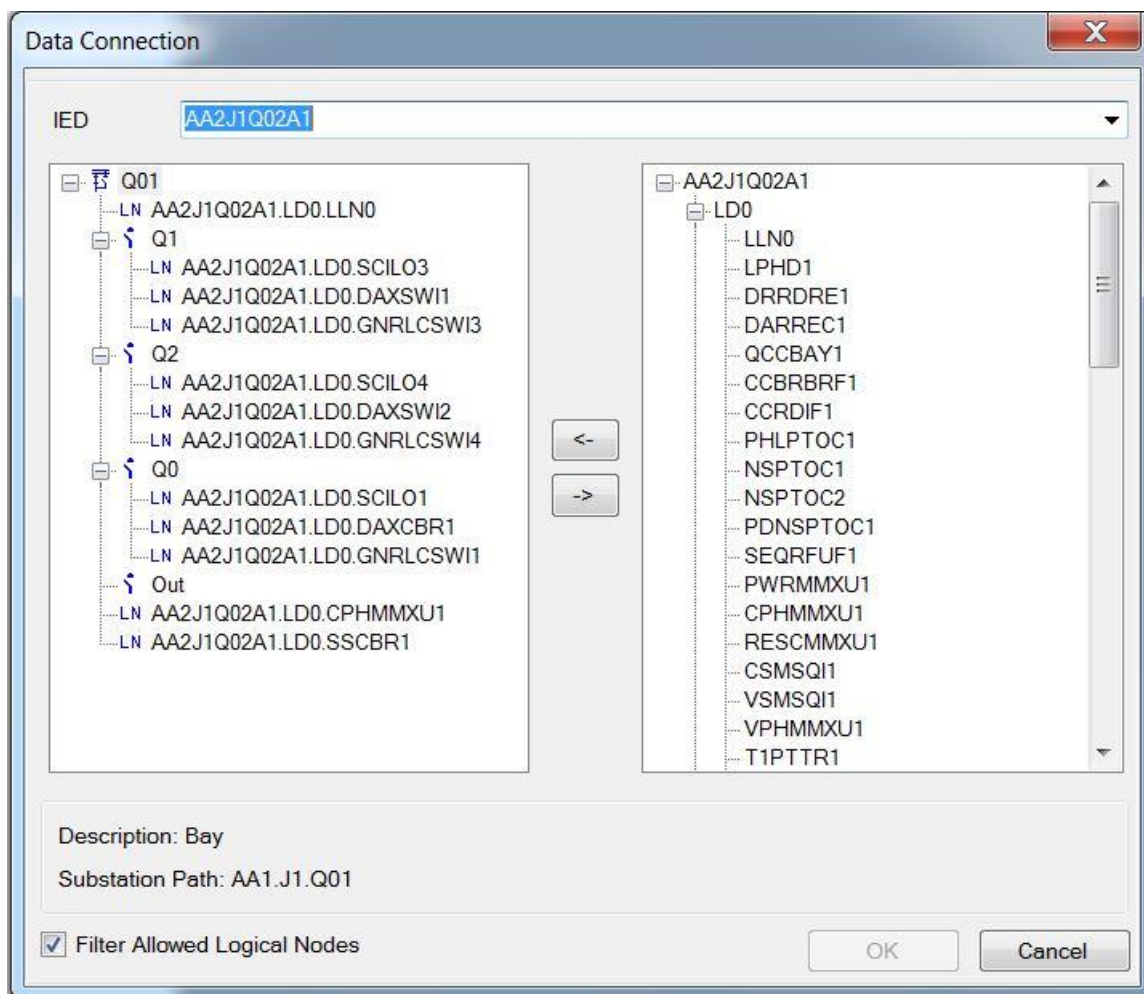 Data Connection
X
IED
AA2J1Q02A1
Q01
LN AA2J1Q02A1.LD0.LLN0
Q1
LN AA2J1Q02A1.LD0.SCILO3
LN AA2J1Q02A1.LD0.DAXSWI1
LN AA2J1Q02A1.LD0.GNRLCSWI3
Q2
LN AA2J1Q02A1.LD0.SCILO4
LN AA2J1Q02A1.LD0.DAXSWI2
LN AA2J1Q02A1.LD0.GNRLCSWI4
Q0
LN AA2J1Q02A1.LD0.SCILO1
LN AA2J1Q02A1.LD0.DAXCBR1
LN AA2J1Q02A1.LD0.GNRLCSWI1
Out
LN AA2J1Q02A1.LD0.CPHMMXU1
LN AA2J1Q02A1.LD0.SSCBR1
<-
->
AA2J1Q02A1
LD0
LLN0
LPHD1
DRRDRE1
DARREC1
QCCBAY1
CCBRBRF1
CCRDIF1
PHLPTOC1
NSPTOC1
NSPTOC2
PDNSPTOC1
SEQRFUF1
PWRMMXU1
CPHMMXU1
RESCMMXU1
CSMSQI1
VSMSQI1
VPHMMXU1
T1PTTR1
Description: Bay
Substation Path: AA1.J1.Q01
Filter Allowed Logical Nodes
OK
Cancel